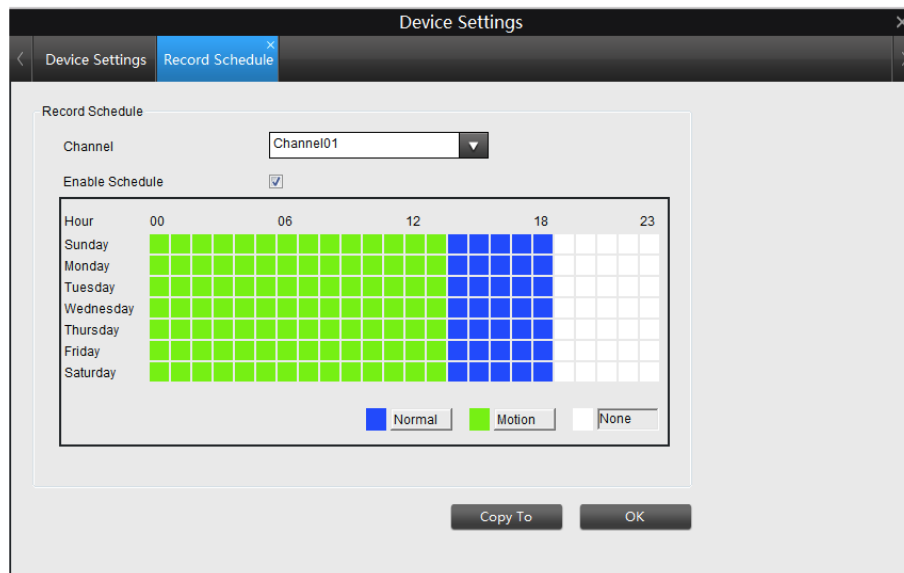 Device Settings
Device Settings Record Schedule
Record Schedule
Channel Channel01
Enable Schedule
Hour 00 06 12 18 23
Sunday
Monday
Tuesday
Wednesday
Thursday
Friday
Saturday
Normal Motion None
Copy To OK